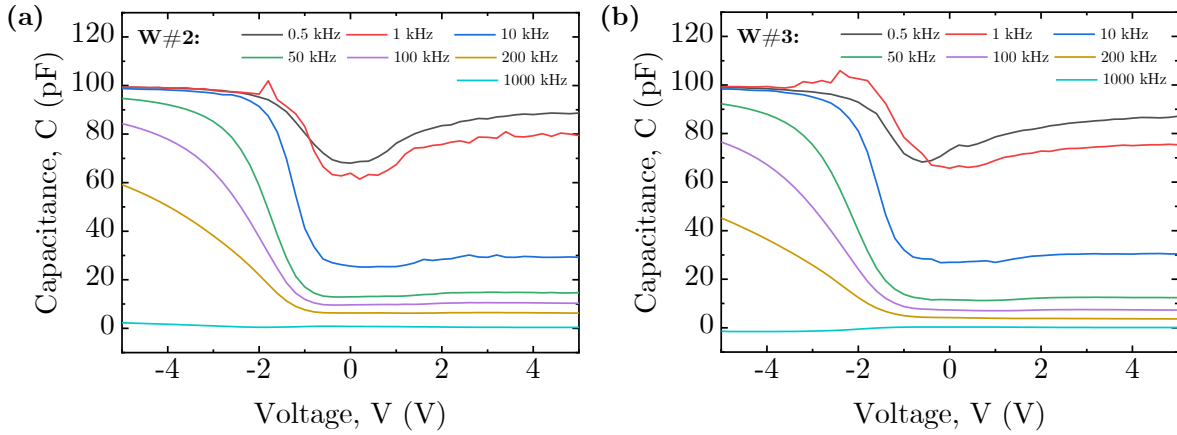 (a)
W#2:
0.5 kHz 1 kHz 10 kHz
50 kHz 100 kHz 200 kHz
1000 kHz
120
100
80
60
40
20
0
-4 -2 0 2 4
Capacitance, C (pF)
Voltage, V (V)
(b)
W#3:
0.5 kHz 1 kHz 10 kHz
50 kHz 100 kHz 200 kHz
1000 kHz
120
100
80
60
40
20
0
-4 -2 0 2 4
Capacitance, C (pF)
Voltage, V (V)